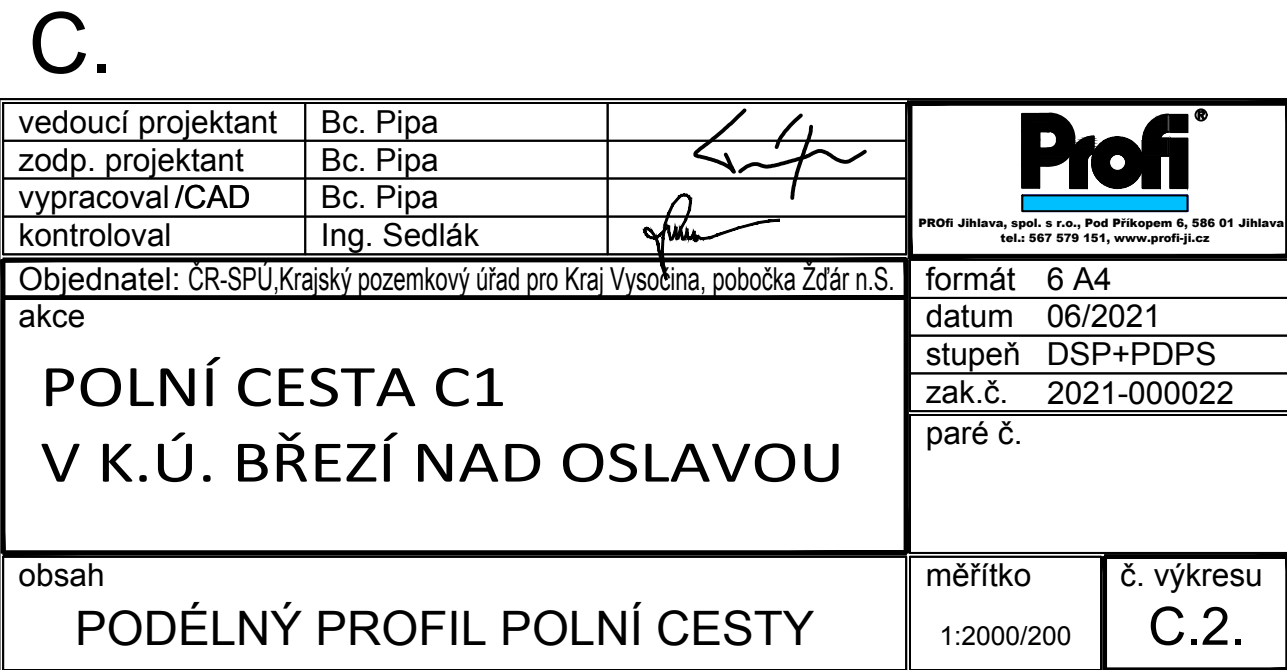 C.
vedoucí projektant Bc. Pipa
zodp. projektant Bc. Pipa
vypracoval /CAD Bc. Pipa
kontroloval Ing. Sedlák
Profi®
PROfi Jihlava, spol. s r.o., Pod Příkopem 6, 586 01 Jihlava
tel.: 567 579 151, www.profi-ji.cz
Objednatel: ČR-SPÚ,Krajský pozemkový úřad pro Kraj Vysočina, pobočka Žďár n.S.
formát 6 A4
datum 06/2021
stupeň DSP+PDPS
zak.č. 2021-000022
paré č.
akce
POLNÍ CESTA C1
V K.Ú. BŘEZÍ NAD OSLAVOU
obsah
PODÉLNÝ PROFIL POLNÍ CESTY
měřítko
1:2000/200
č. výkresu
C.2.